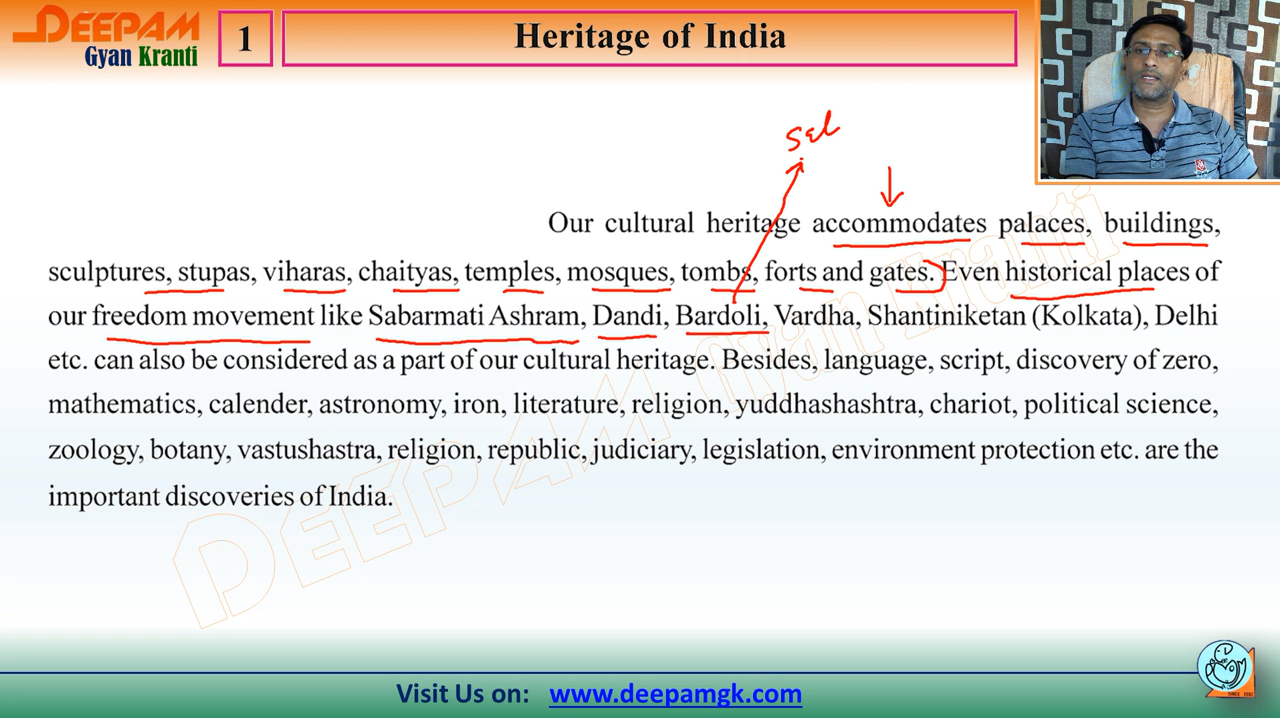 DEEPAM
Gyan Kranti
1
Heritage of India
Our cultural heritage accommodates palaces, buildings,
sculptures, stupas, viharas, chaityas, temples, mosques, tombs, forts and gates. Even historical places of
our freedom movement like Sabarmati Ashram, Dandi, Bardoli, Vardha, Shantiniketan (Kolkata), Delhi
etc. can also be considered as a part of our cultural heritage. Besides, language, script, discovery of zero,
mathematics, calender, astronomy, iron, literature, religion, yuddhashashtra, chariot, political science,
zoology, botany, vastushastra, religion, republic, judiciary, legislation, environment protection etc. are the
important discoveries of India.
DEEPAM Gyan Kranti
Visit Us on: www.deepamgk.com